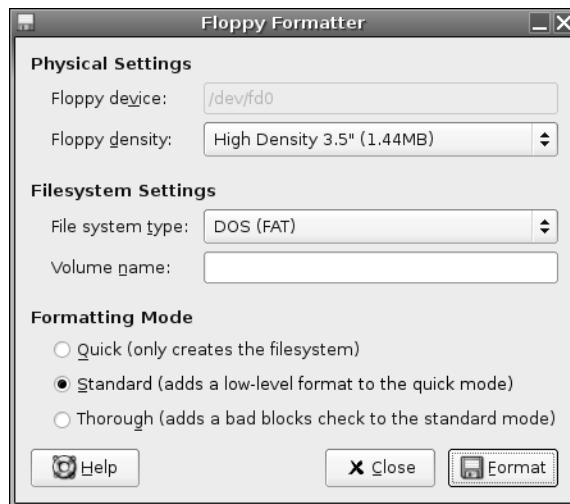 Floppy Formatter
Physical Settings
Floppy device: /dev/fd0
Floppy density: High Density 3.5" (1.44MB)
Filesystem Settings
File system type: DOS (FAT)
Volume name:
Formatting Mode
Quick (only creates the filesystem)
Standard (adds a low-level format to the quick mode)
Thorough (adds a bad blocks check to the standard mode)
Help Close Format